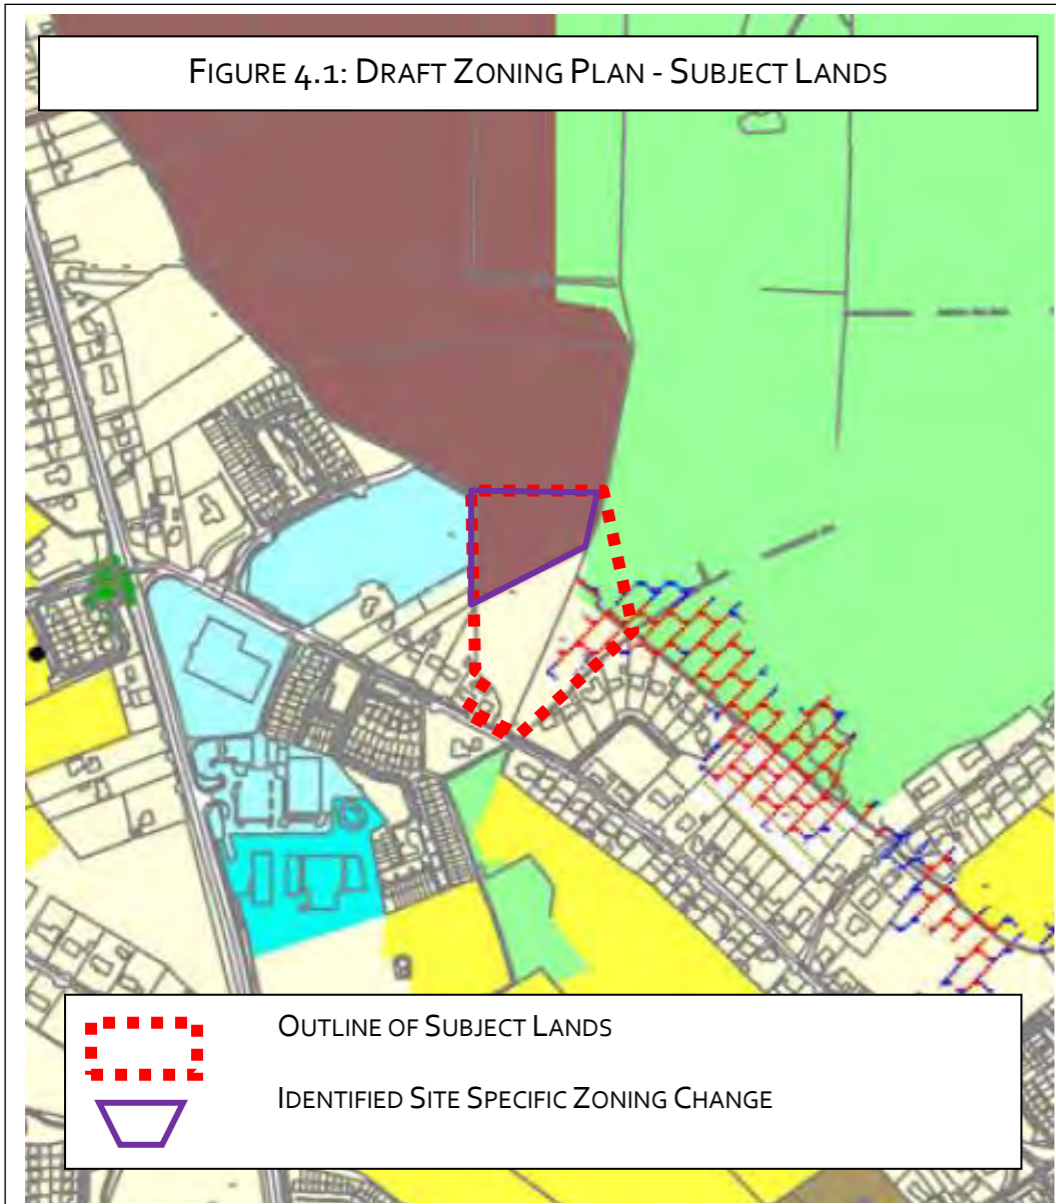 FIGURE 4.1: DRAFT ZONING PLAN - SUBJECT LANDS
OUTLINE OF SUBJECT LANDS
IDENTIFIED SITE SPECIFIC ZONING CHANGE